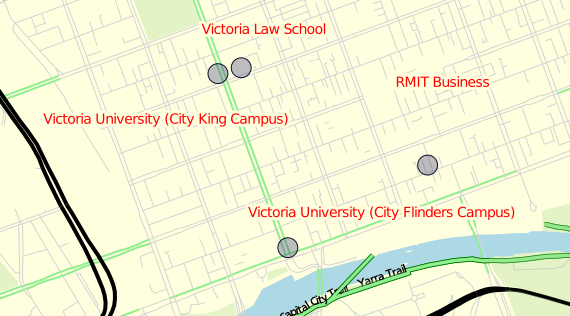 Victoria Law School
RMIT Business
Victoria University (City King Campus)
Victoria University (City Flinders Campus)
Capital City Trail
Yarra Trail